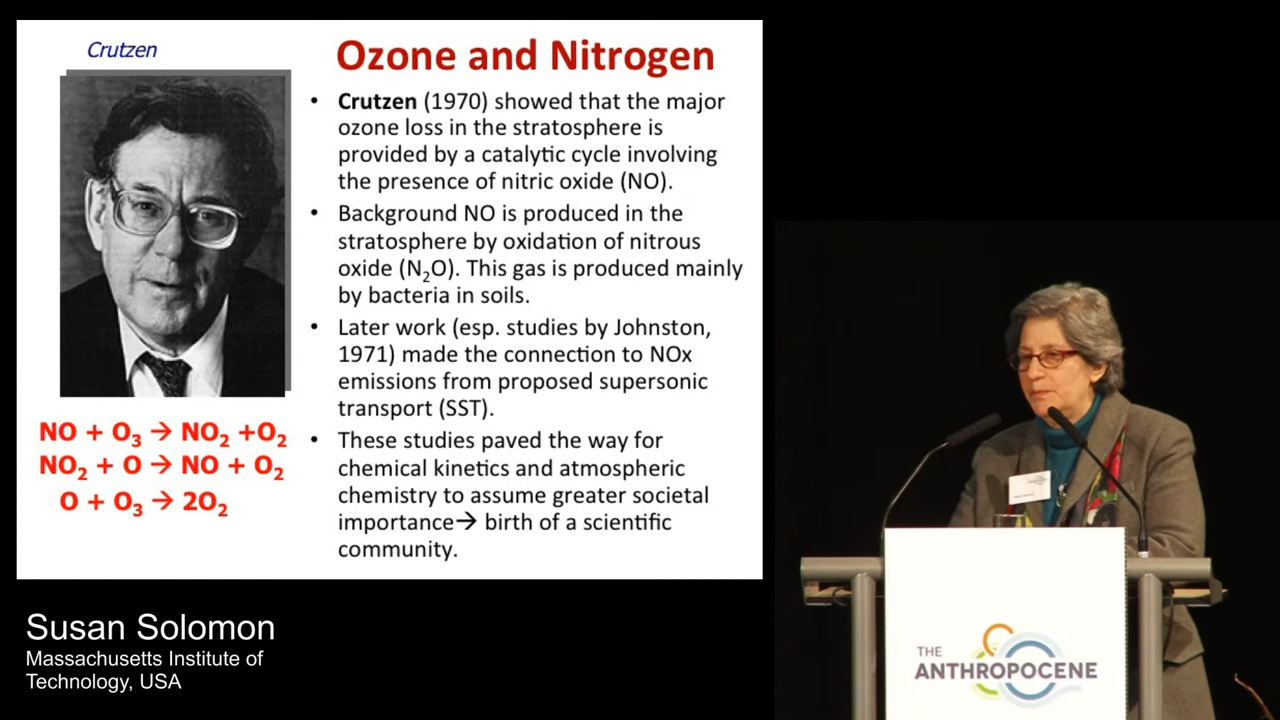 Crutzen
Ozone and Nitrogen
• Crutzen (1970) showed that the major
ozone loss in the stratosphere is
provided by a catalytic cycle involving
the presence of nitric oxide (NO).
• Background NO is produced in the
stratosphere by oxidation of nitrous
oxide (N₂O). This gas is produced mainly
by bacteria in soils.
• Later work (esp. studies by Johnston,
1971) made the connection to NOx
emissions from proposed supersonic
transport (SST).
• These studies paved the way for
chemical kinetics and atmospheric
chemistry to assume greater societal
importance→ birth of a scientific
community.
NO + O₃ → NO₂ +O₂
NO₂ + O → NO + O₂
O + O₃ → 2O₂
Susan Solomon
Massachusetts Institute of
Technology, USA
THE
ANTHROPOCENE